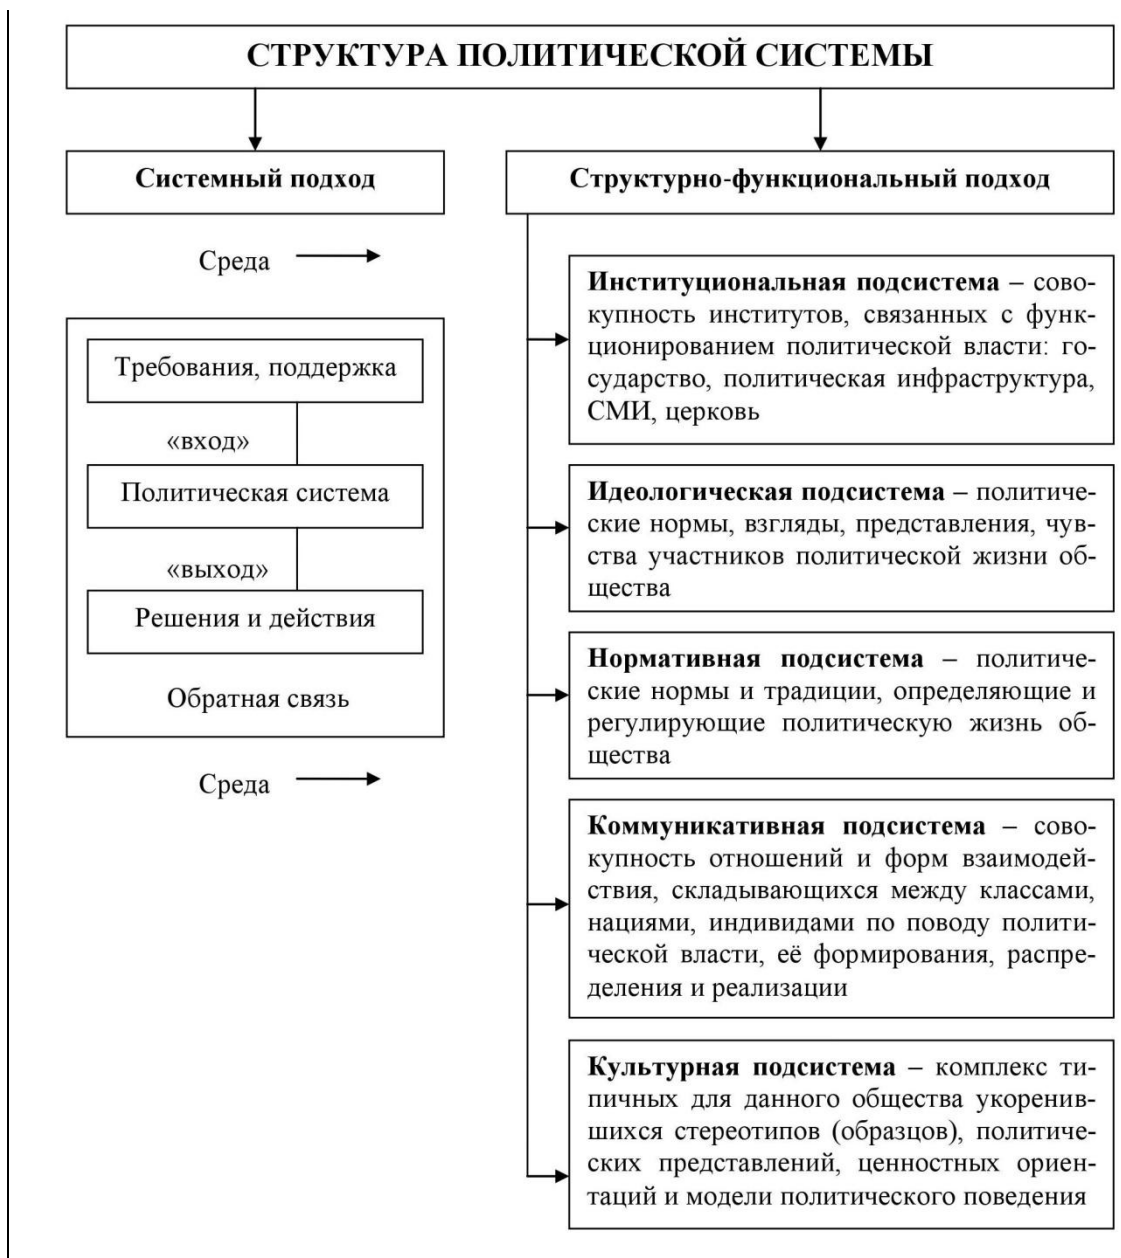 СТРУКТУРА ПОЛИТИЧЕСКОЙ СИСТЕМЫ
Системный подход
Среда
Требования, поддержка
«вход»
Политическая система
«выход»
Решения и действия
Обратная связь
Среда
Структурно-функциональный подход
Институциональная подсистема – сово-
купность институтов, связанных с функ-
ционированием политической власти: го-
сударство, политическая инфраструктура,
СМИ, церковь
Идеологическая подсистема – политиче-
ские нормы, взгляды, представления, чув-
ства участников политической жизни об-
щества
Нормативная подсистема – политиче-
ские нормы и традиции, определяющие и
регулирующие политическую жизнь об-
щества
Коммуникативная подсистема – сово-
купность отношений и форм взаимодей-
ствия, складывающихся между классами,
нациями, индивидами по поводу полити-
ческой власти, её формирования, распре-
деления и реализации
Культурная подсистема – комплекс ти-
пичных для данного общества укоренив-
шихся стереотипов (образцов), политиче-
ских представлений, ценностных ориен-
таций и модели политического поведения